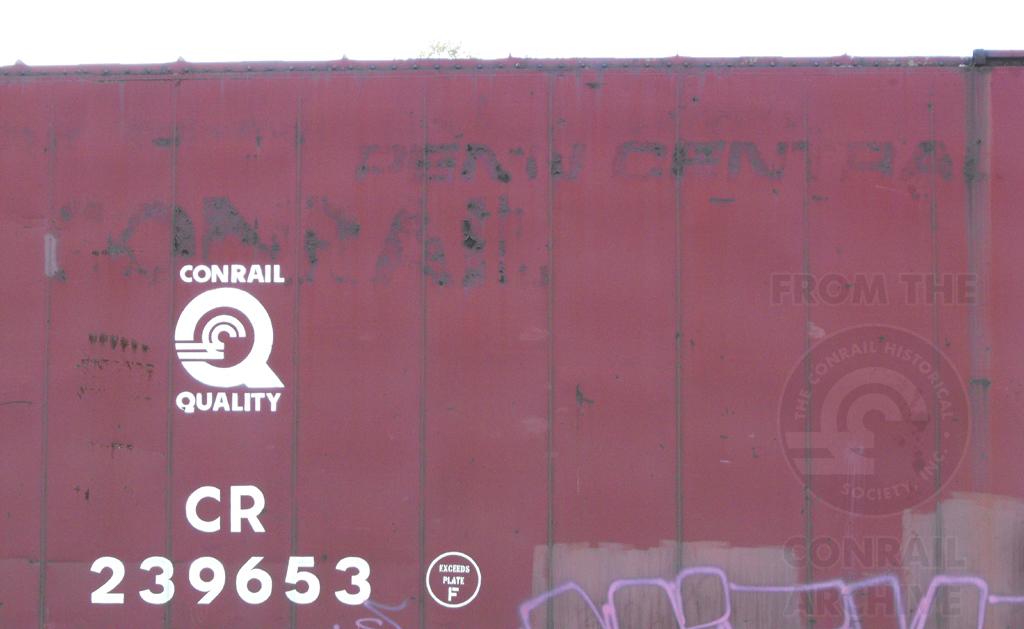 PENN CENTRAL
CONRAIL
CONRAIL
QUALITY
CR
239653
EXCEEDS
PLATE
F
FROM THE
THE CONRAIL HISTORICAL
SOCIETY, INC.
CONRAIL
ARCHIVE